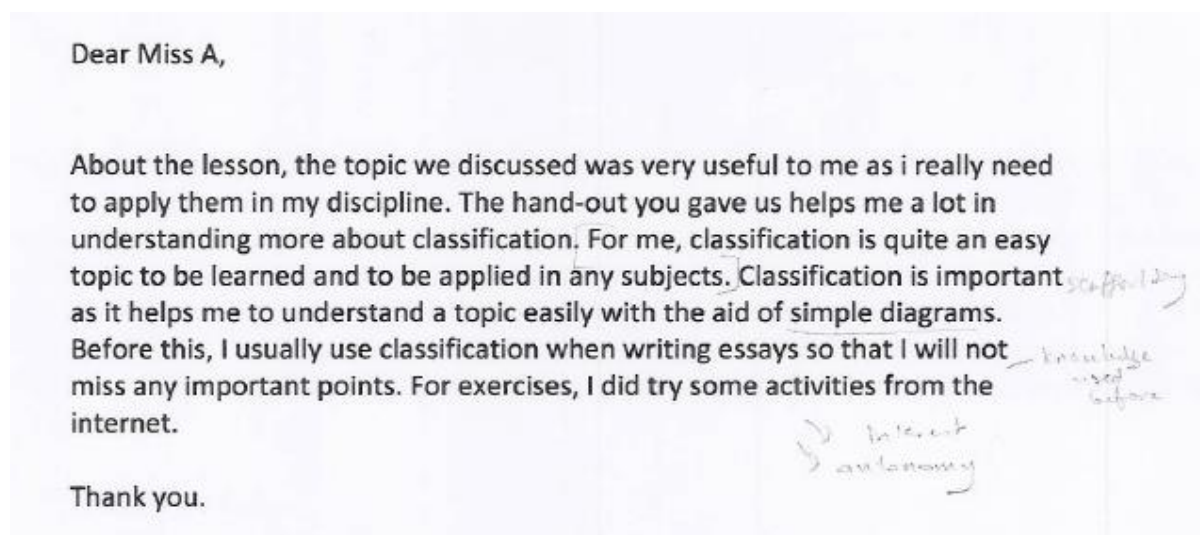 Dear Miss A,
About the lesson, the topic we discussed was very useful to me as i really need
to apply them in my discipline. The hand-out you gave us helps me a lot in
understanding more about classification. For me, classification is quite an easy
topic to be learned and to be applied in any subjects. Classification is important
scaffolding
as it helps me to understand a topic easily with the aid of simple diagrams.
Before this, I usually use classification when writing essays so that I will not
knowledge
used
before
miss any important points. For exercises, I did try some activities from the
internet.
interest
autonomy
Thank you.